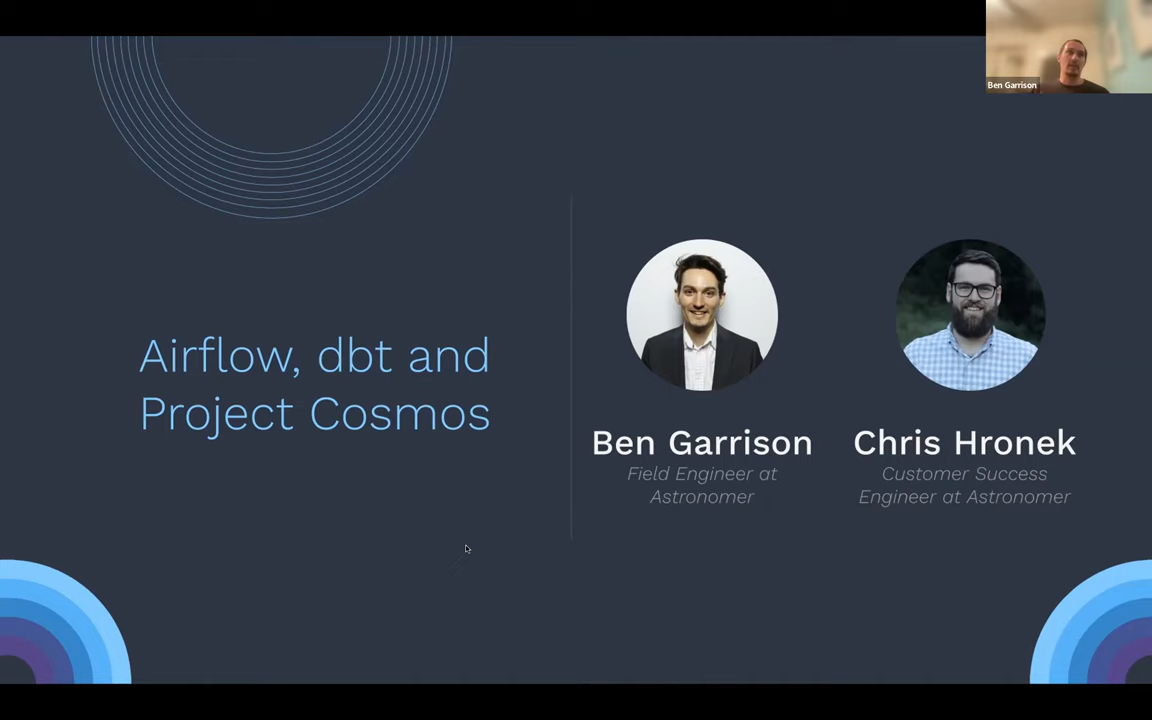 Ben Garrison
Airflow, dbt and
Project Cosmos
Ben Garrison
Field Engineer at
Astronomer
Chris Hronek
Customer Success
Engineer at Astronomer